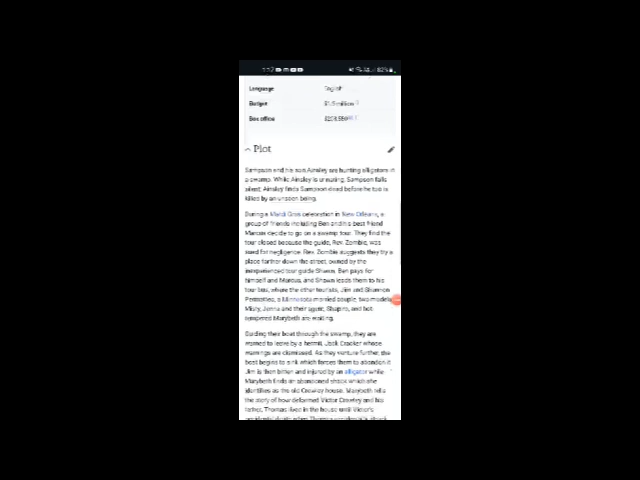 Language English
Budget $1.5 million
Box office
Plot
Sampson and his son Ainsley are hunting alligators in
a swamp. While Ainsley is urinating, Sampson falls
silent; Ainsley finds Sampson dead before he too is
killed by an unseen being.
During a Mardi Gras celebration in New Orleans, a
group of friends including Ben and his best friend
Marcus decide to go on a swamp tour. They find the
tour closed because the guide, Rev. Zombie, was
sued for negligence. Rev. Zombie suggests they try a
place farther down the street, owned by the
inexperienced tour guide Shawn. Ben pays for
himself and Marcus, and Shawn leads them to his
tour bus, where the other tourists, Jim and Shannon
Permatteo, a Minnesota married couple; two models
Misty, Jenna and their agent, Shapiro; and hot-
tempered Marybeth are waiting.
Guiding their boat through the swamp, they are
warned to leave by a hermit, Jack Cracker whose
warnings are dismissed. As they venture further, the
boat begins to sink which forces them to abandon it.
Jim is then bitten and injured by an alligator while
Marybeth finds an abandoned shack which she
identifies as the old Crowley house. Marybeth tells
the story of how deformed Victor Crowley and his
father, Thomas lived in the house until Victor's